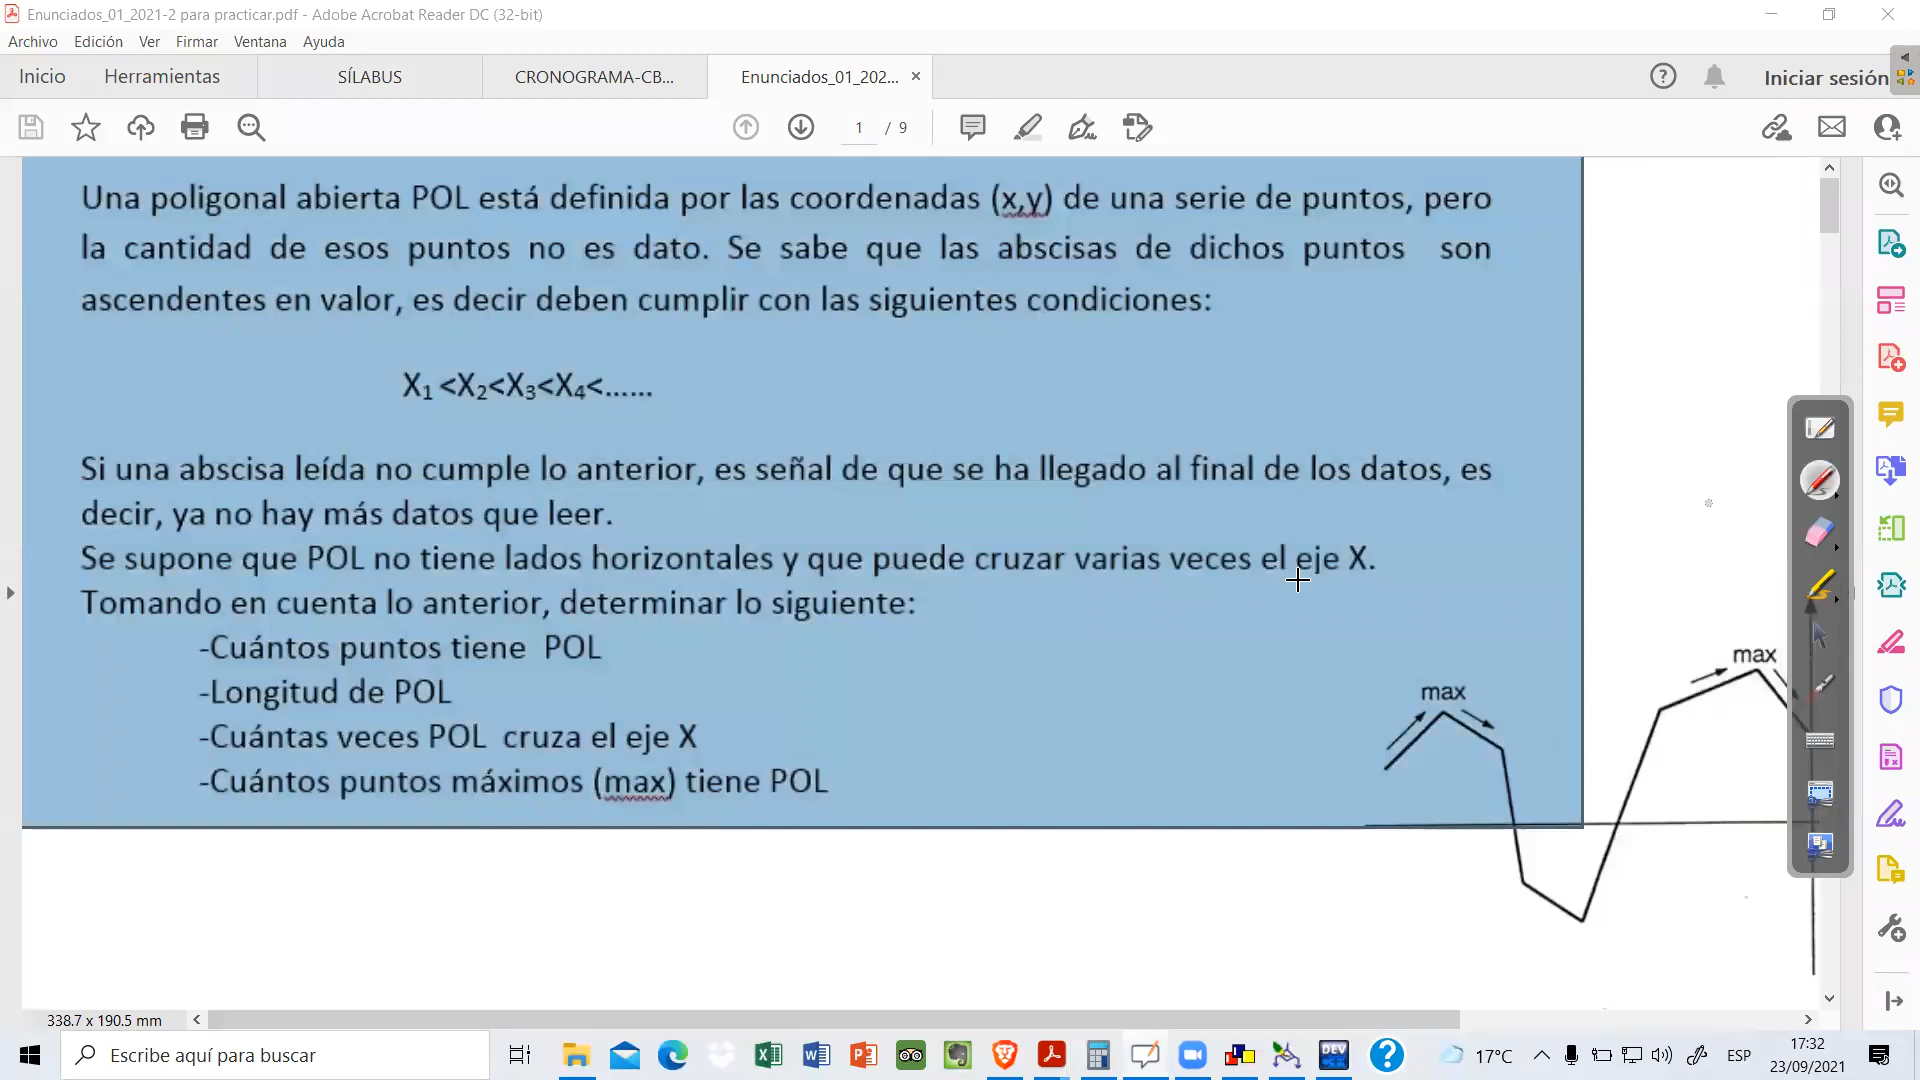 Enunciados_01_2021-2 para practicar.pdf - Adobe Acrobat Reader DC (32-bit)
Archivo Edición Ver Firmar Ventana Ayuda
Inicio Herramientas SÍLABUS CRONOGRAMA-CB... Enunciados_01_202... × Iniciar sesión
1 / 9
Una poligonal abierta POL está definida por las coordenadas (x,y) de una serie de puntos, pero
la cantidad de esos puntos no es dato. Se sabe que las abscisas de dichos puntos son
ascendentes en valor, es decir deben cumplir con las siguientes condiciones:
X₁ <X₂<X₃<X₄<......
Si una abscisa leída no cumple lo anterior, es señal de que se ha llegado al final de los datos, es
decir, ya no hay más datos que leer.
Se supone que POL no tiene lados horizontales y que puede cruzar varias veces el eje X.
Tomando en cuenta lo anterior, determinar lo siguiente:
-Cuántos puntos tiene POL
-Longitud de POL
-Cuántas veces POL cruza el eje X
-Cuántos puntos máximos (max) tiene POL
max
max
338.7 x 190.5 mm
Escribe aquí para buscar
DEV
17°C
ESP
17:32
23/09/2021